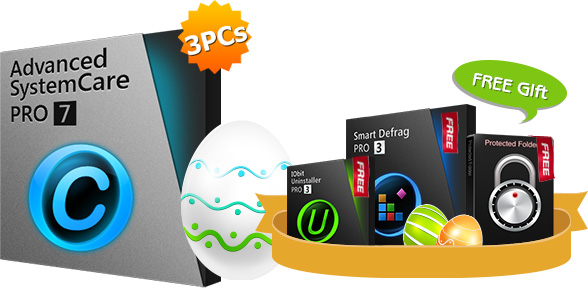 3PCs
Advanced
SystemCare
PRO 7
C
FREE GIft
Smart Defrag
PRO 3
FREE
IObit
Uninstaller
PRO 3
FREE
U
Protected Folder
FREE